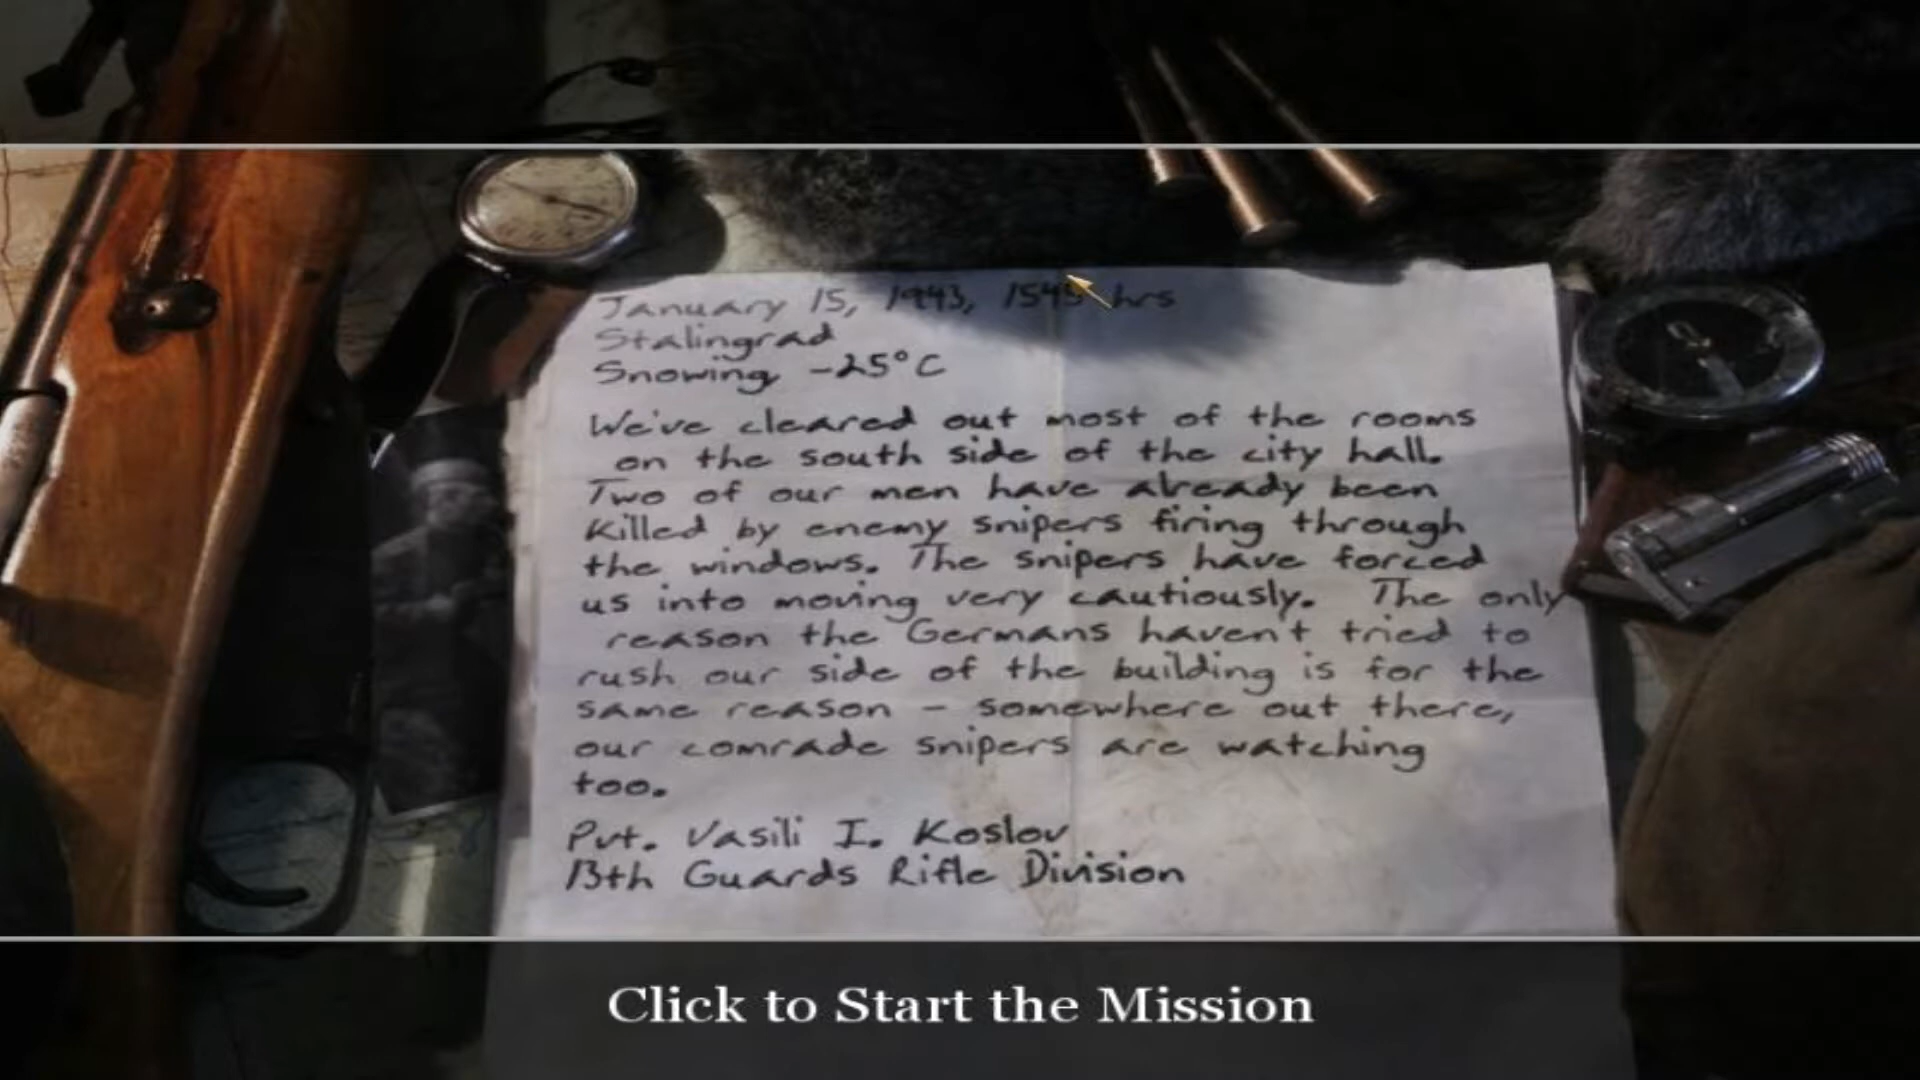 January 15, 1943, 1545 hrs
Stalingrad
Snowing -25°C
We've cleared out most of the rooms
on the south side of the city hall.
Two of our men have already been
killed by enemy snipers firing through
the windows. The snipers have forced
us into moving very cautiously. The only
reason the Germans haven't tried to
rush our side of the building is for the
same reason - somewhere out there,
our comrade snipers are watching
too.
Pvt. Vasili I. Koslov
13th Guards Rifle Division
Click to Start the Mission